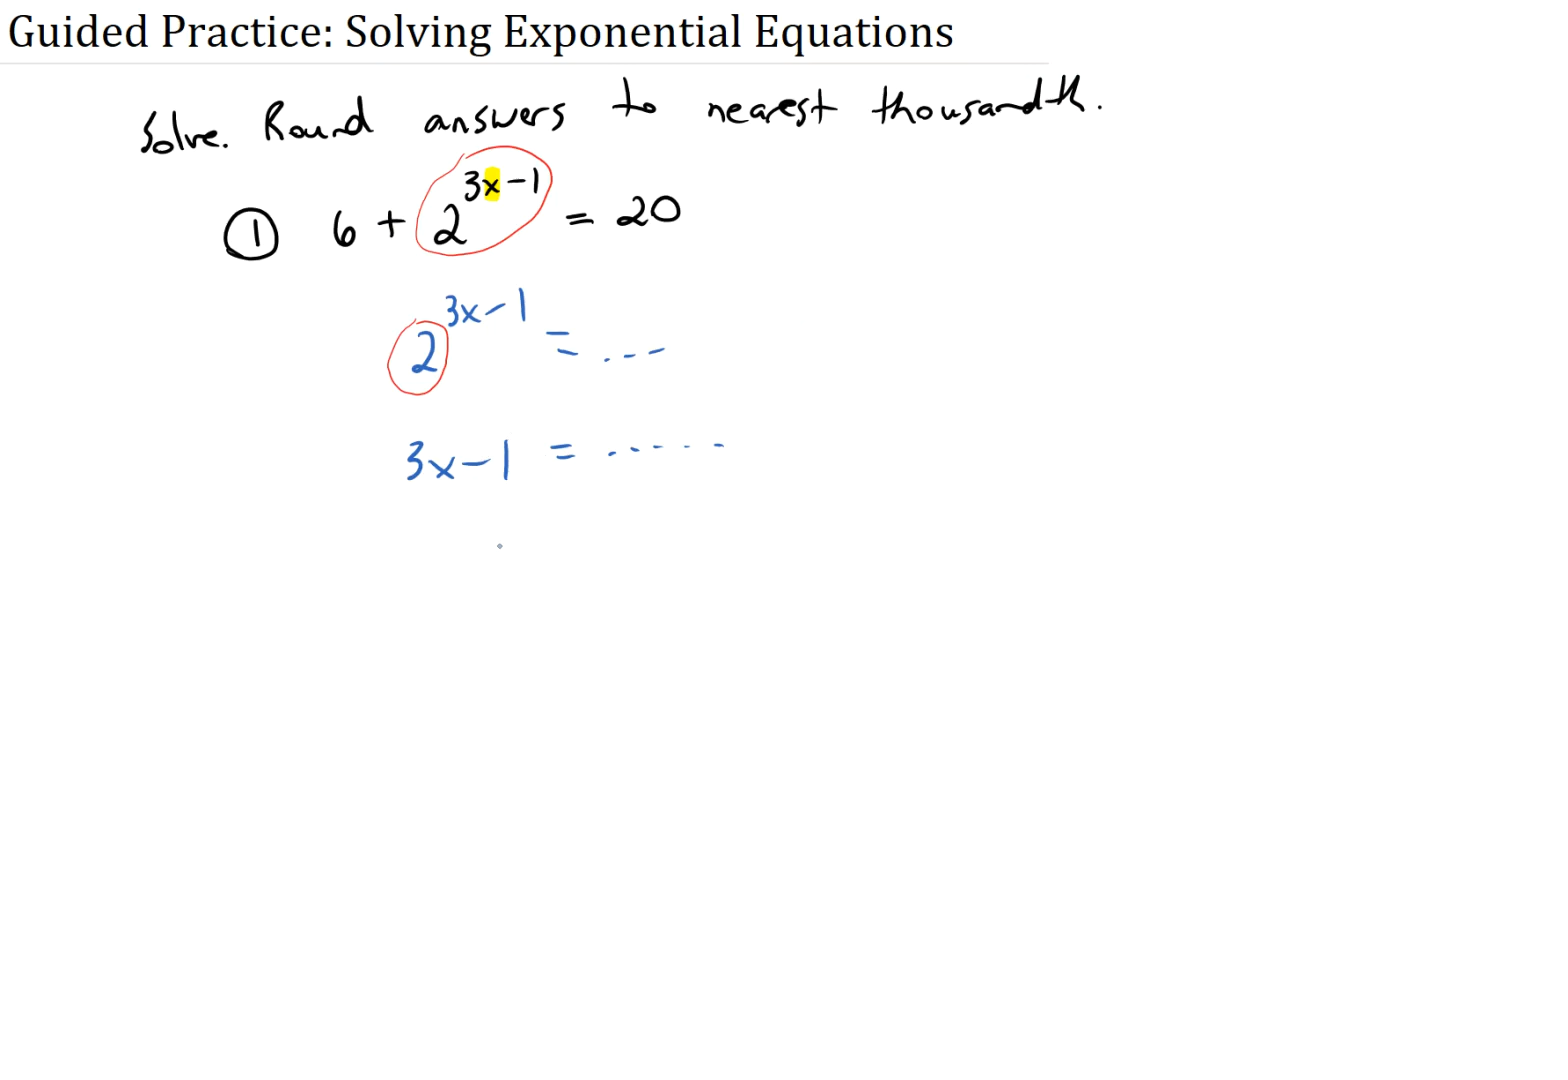 Guided Practice: Solving Exponential Equations
Solve. Round answers to nearest thousandth.
① 6 + 2^{3x-1} = 20
2^{3x-1} = ...
3x-1 = .....